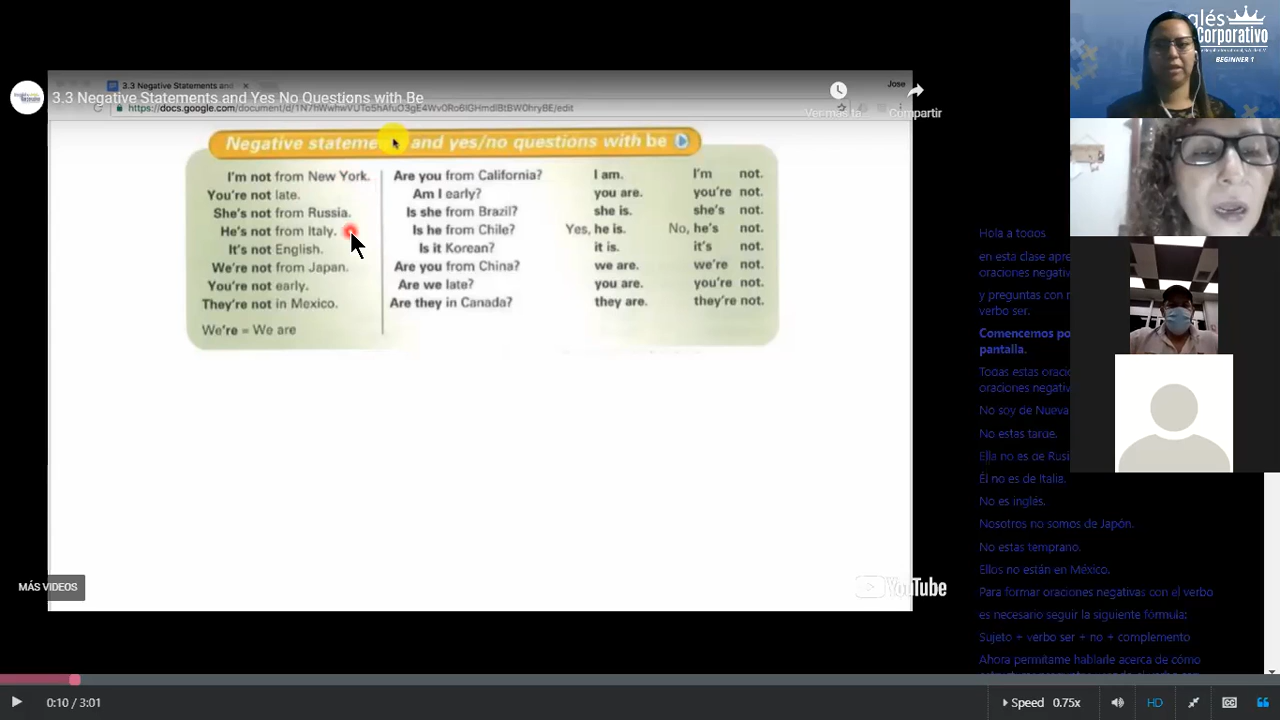 Inglés
Corporativo
BEGINNER 1
3.3 Negative Statements and
Jose
3.3 Negative Statements and Yes No Questions with Be
Compartir
Negative stateme and yes/no questions with be
I'm not from New York.
You're not late.
She's not from Russia.
He's not from Italy.
It's not English.
We're not from Japan.
You're not early.
They're not in Mexico.
We're = We are
Are you from California?
Am I early?
Is she from Brazil?
Is he from Chile?
Is it Korean?
Are you from China?
Are we late?
Are they in Canada?
I am.
you are.
she is.
Yes, he is.
it is.
we are.
you are.
they are.
I'm not.
you're not.
she's not.
No, he's not.
it's not.
we're not.
you're not.
they're not.
Hola a todos
en esta clase apre
oraciones negativ
y preguntas con r
verbo ser.
Comencemos po
pantalla.
Todas estas oracio
oraciones negativ
No soy de Nueva
No estas tarde.
Ella no es de Rusi
Él no es de Italia.
No es inglés.
Nosotros no somos de Japón.
No estas temprano.
Ellos no están en México.
Para formar oraciones negativas con el verbo
es necesario seguir la siguiente fórmula:
Sujeto + verbo ser + no + complemento
Ahora permítame hablarle acerca de cómo
MÁS VIDEOS
YouTube
0:10 / 3:01
Speed 0.75x
HD